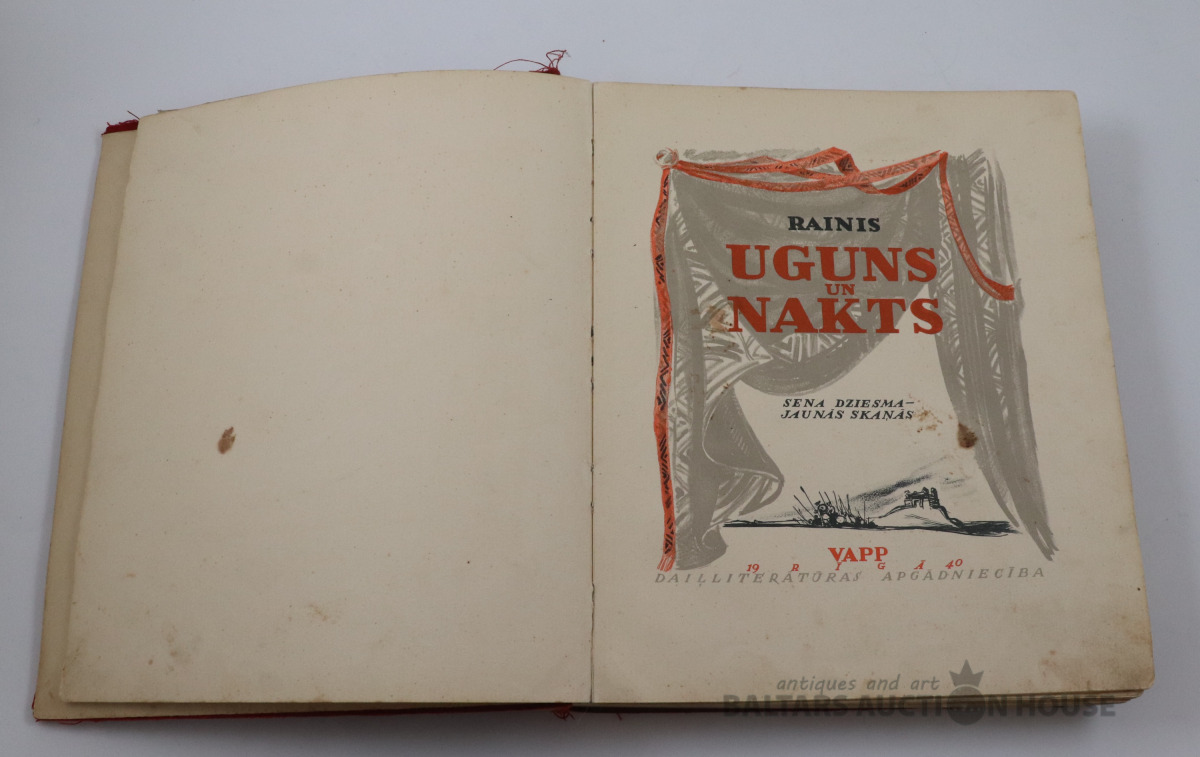 RAINIS
UGUNS
UN
NAKTS
SENA DZIESMA—
JAUNĀS SKAŅĀS
VAPP
19 RĪGĀ 40
DAIĻLITERATŪRAS APGĀDNIECĪBA
antiques and art
BALTARS AUCTION HOUSE